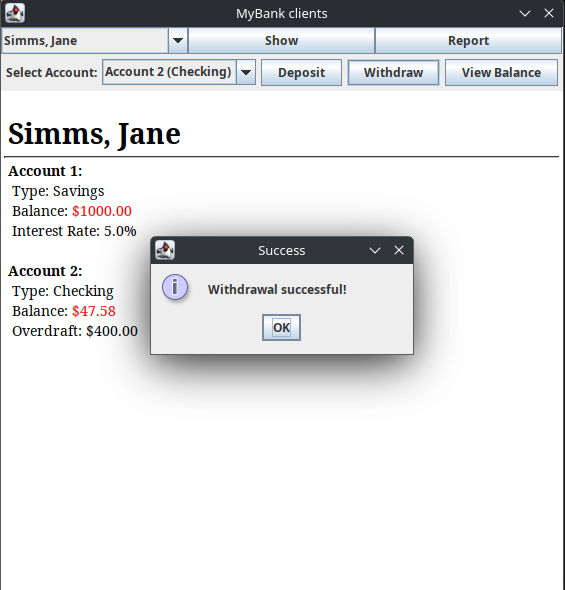 MyBank clients
Simms, Jane Show Report
Select Account: Account 2 (Checking) Deposit Withdraw View Balance
Simms, Jane
Account 1:
Type: Savings
Balance: $1000.00
Interest Rate: 5.0%
Account 2:
Type: Checking
Balance: $47.58
Overdraft: $400.00
Success
Withdrawal successful!
OK